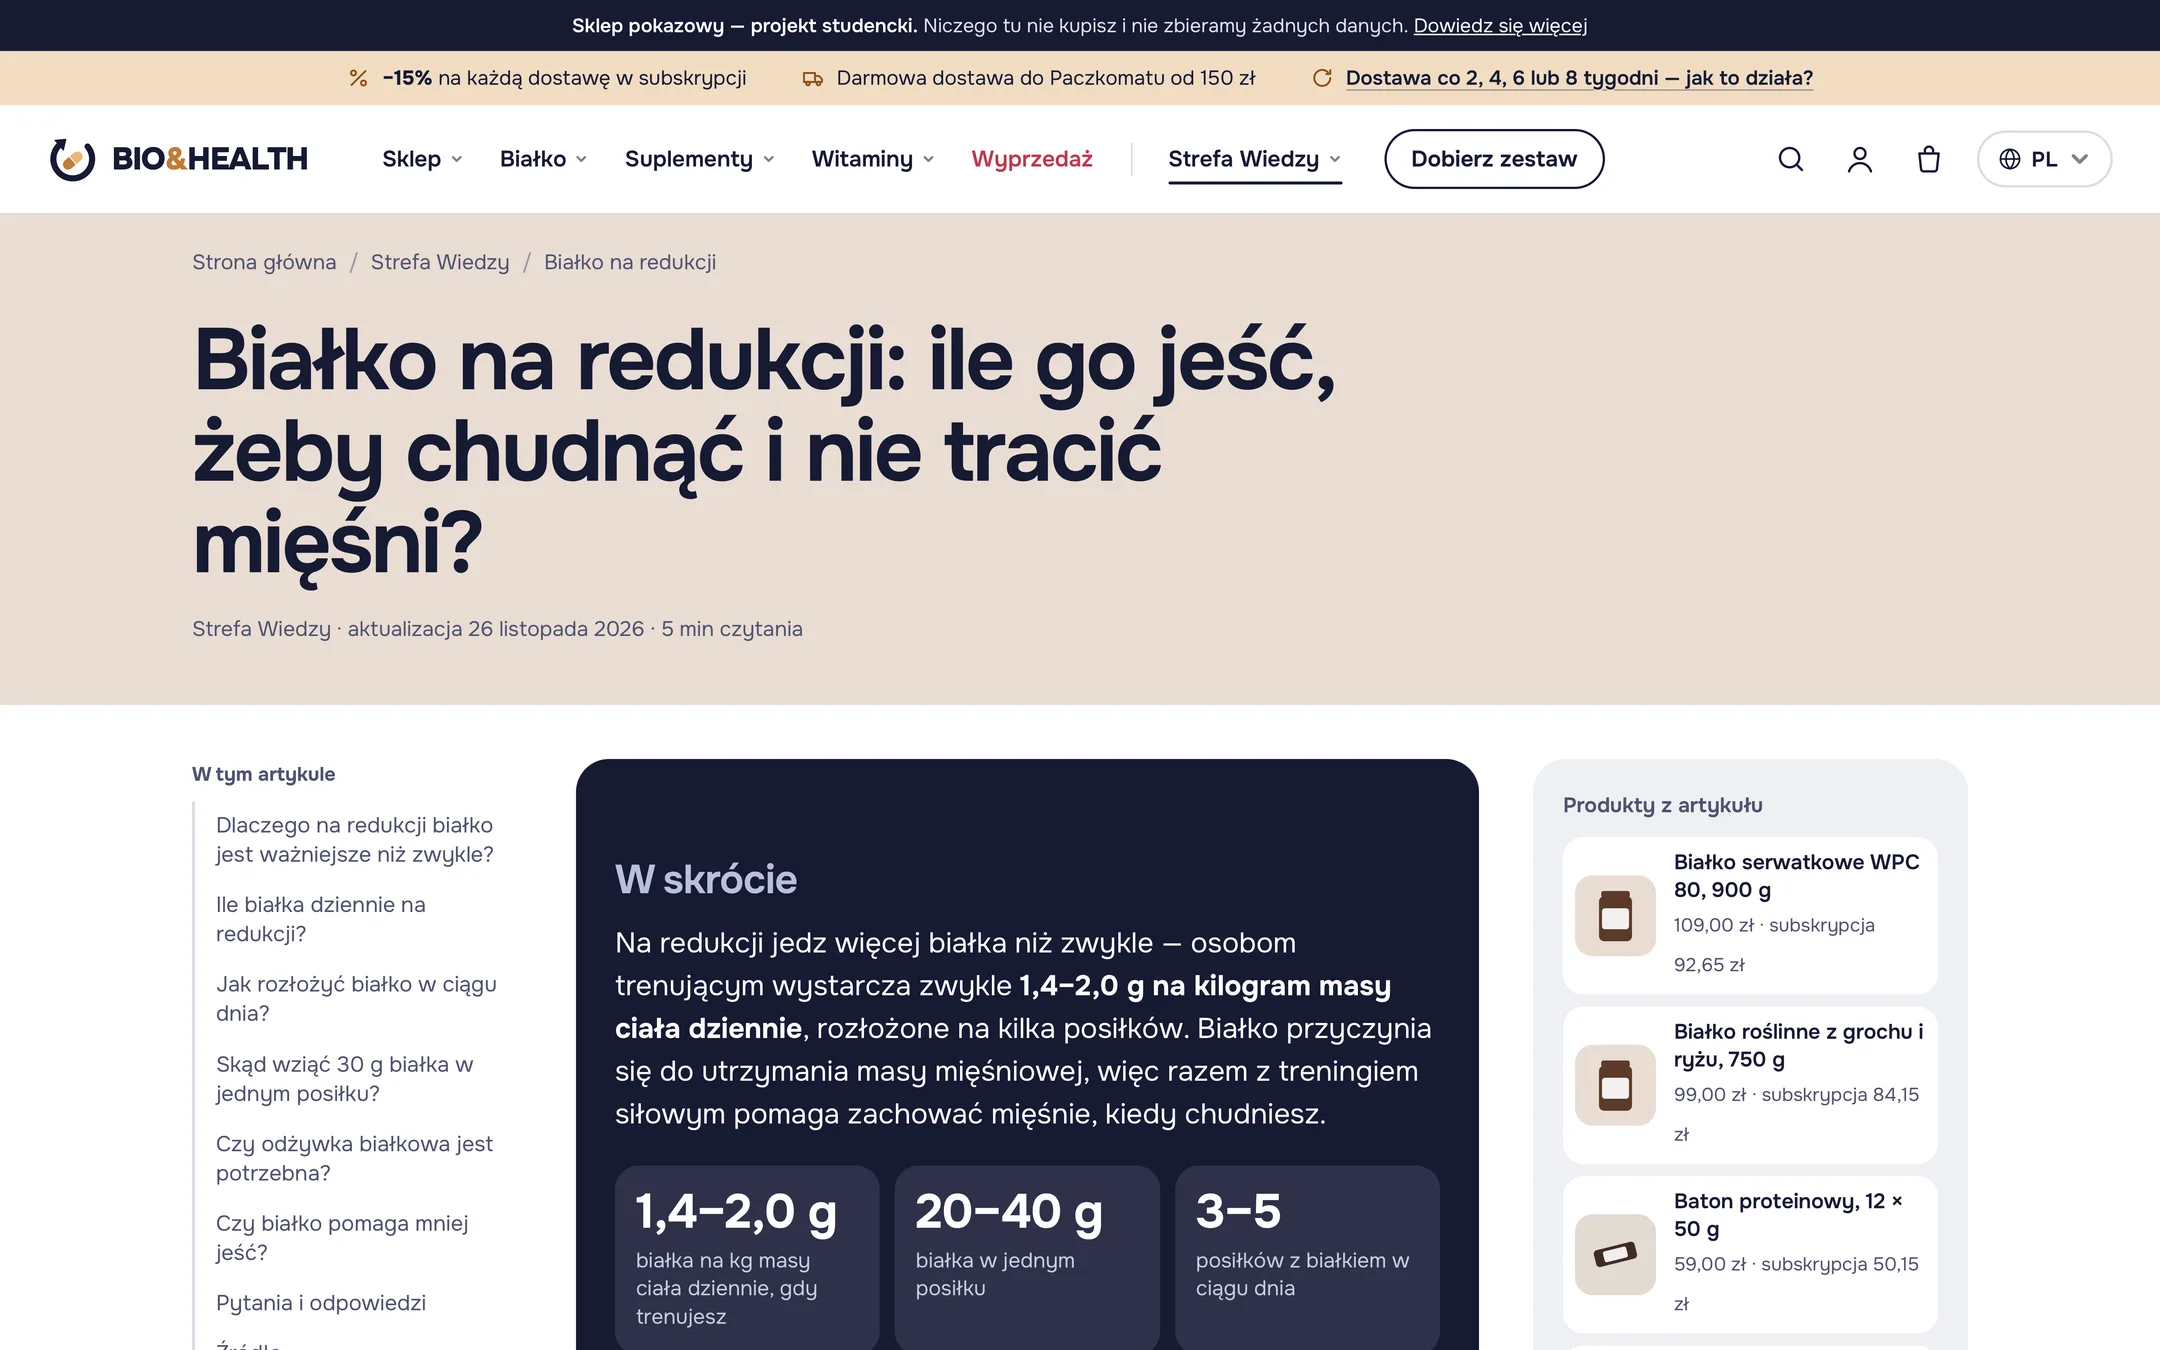 Sklep pokazowy — projekt studencki. Niczego tu nie kupisz i nie zbieramy żadnych danych. Dowiedz się więcej
−15% na każdą dostawę w subskrypcji
Darmowa dostawa do Paczkomatu od 150 zł
Dostawa co 2, 4, 6 lub 8 tygodni — jak to działa?
BIO&HEALTH
Sklep
Białko
Suplementy
Witaminy
Wyprzedaż
Strefa Wiedzy
Dobierz zestaw
PL
Strona główna / Strefa Wiedzy / Białko na redukcji
Białko na redukcji: ile go jeść,
żeby chudnąć i nie tracić
mięśni?
Strefa Wiedzy · aktualizacja 26 listopada 2026 · 5 min czytania
W tym artykule
Dlaczego na redukcji białko
jest ważniejsze niż zwykle?
Ile białka dziennie na
redukcji?
Jak rozłożyć białko w ciągu
dnia?
Skąd wziąć 30 g białka w
jednym posiłku?
Czy odżywka białkowa jest
potrzebna?
Czy białko pomaga mniej
jeść?
Pytania i odpowiedzi
W skrócie
Na redukcji jedz więcej białka niż zwykle — osobom
trenującym wystarcza zwykle 1,4–2,0 g na kilogram masy
ciała dziennie, rozłożone na kilka posiłków. Białko przyczynia
się do utrzymania masy mięśniowej, więc razem z treningiem
siłowym pomaga zachować mięśnie, kiedy chudniesz.
1,4–2,0 g
białka na kg masy
ciała dziennie, gdy
trenujesz
20–40 g
białka w jednym
posiłku
3–5
posiłków z białkiem w
ciągu dnia
Produkty z artykułu
Białko serwatkowe WPC
80, 900 g
109,00 zł · subskrypcja
92,65 zł
Białko roślinne z grochu i
ryżu, 750 g
99,00 zł · subskrypcja 84,15
zł
Baton proteinowy, 12 ×
50 g
59,00 zł · subskrypcja 50,15
zł